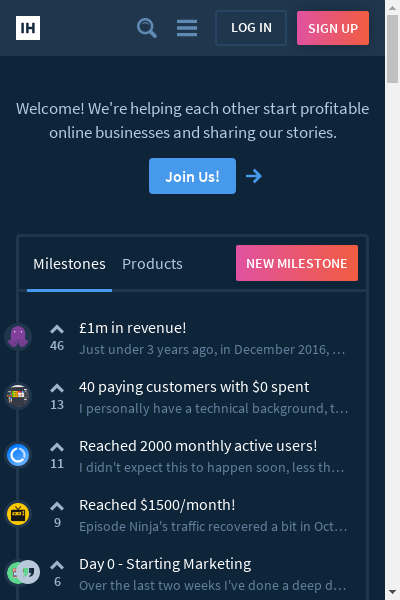 IH
LOG IN
SIGN UP
Welcome! We're helping each other start profitable
online businesses and sharing our stories.
Join Us!
Milestones
Products
NEW MILESTONE
£1m in revenue!
46
Just under 3 years ago, in December 2016, …
40 paying customers with $0 spent
13
I personally have a technical background, t…
Reached 2000 monthly active users!
11
I didn't expect this to happen soon, less th…
Reached $1500/month!
9
Episode Ninja's traffic recovered a bit in Oct…
Day 0 - Starting Marketing
6
Over the last two weeks I've done a deep d…